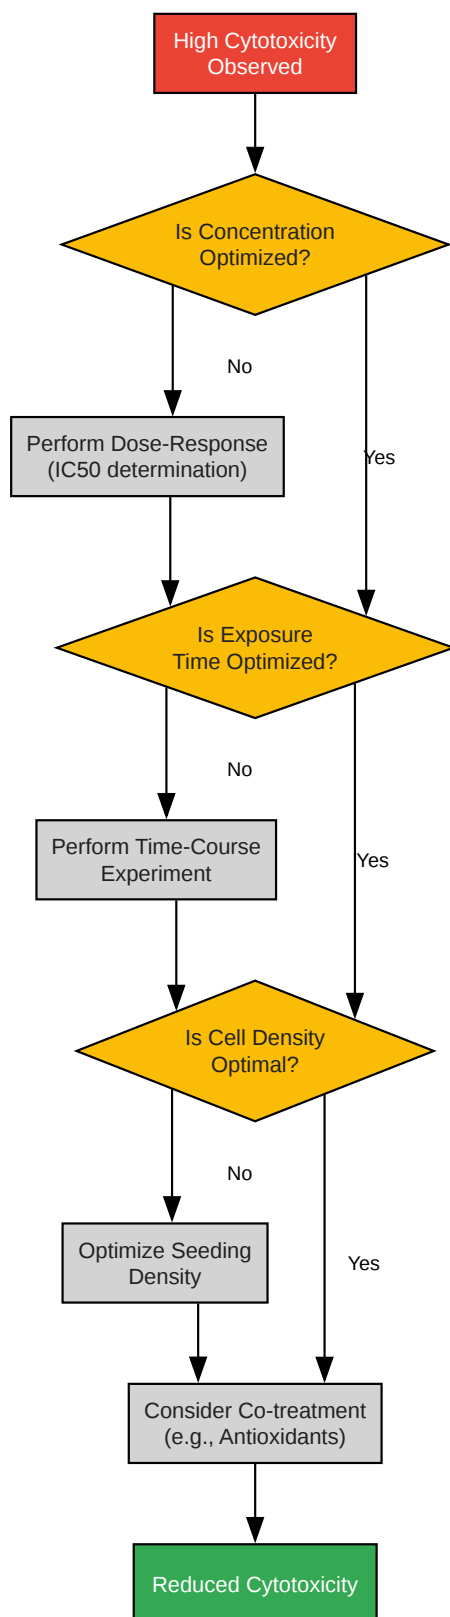 High Cytotoxicity
Observed
Is Concentration
Optimized?
No
Perform Dose-Response
(IC50 determination)
Yes
Is Exposure
Time Optimized?
No
Perform Time-Course
Experiment
Yes
Is Cell Density
Optimal?
No
Optimize Seeding
Density
Yes
Consider Co-treatment
(e.g., Antioxidants)
Reduced Cytotoxicity